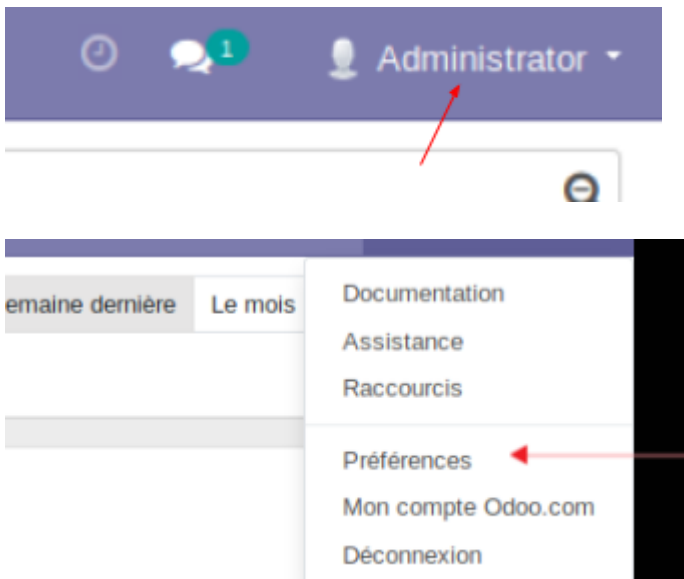 1
Administrator
emaine dernière Le mois
Documentation
Assistance
Raccourcis
Préférences
Mon compte Odoo.com
Déconnexion